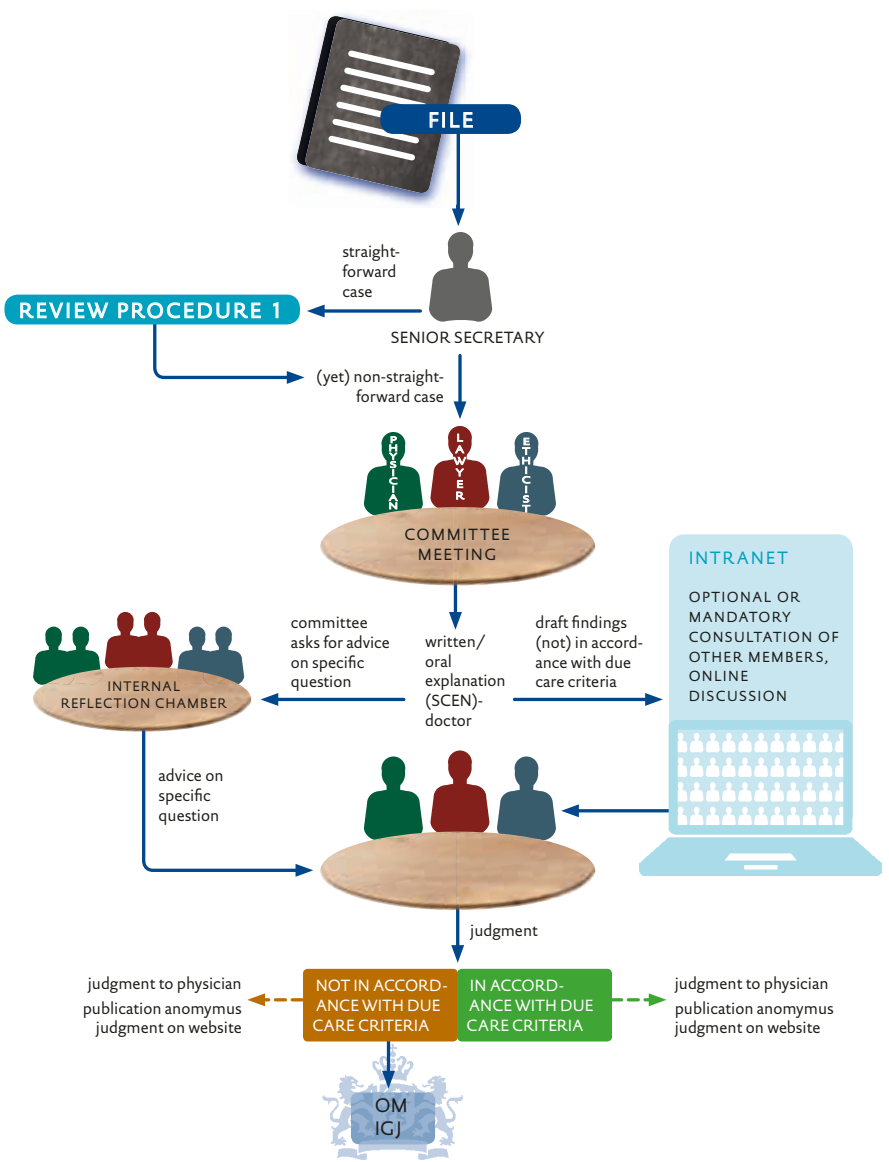 FILE
straight-
forward
case
REVIEW PROCEDURE 1
SENIOR SECRETARY
(yet) non-straight-
forward case
PHYSICIAN
LAWYER
ETHICIST
COMMITTEE
MEETING
INTRANET
OPTIONAL OR
MANDATORY
CONSULTATION OF
OTHER MEMBERS,
ONLINE
DISCUSSION
committee
asks for advice
on specific
question
written/
oral
explanation
(SCEN)-
doctor
draft findings
(not) in accord-
ance with due
care criteria
INTERNAL
REFLECTION CHAMBER
advice on
specific
question
judgment
judgment to physician
publication anomymus
judgment on website
NOT IN ACCORD-
ANCE WITH DUE
CARE CRITERIA
IN ACCORD-
ANCE WITH DUE
CARE CRITERIA
judgment to physician
publication anomymus
judgment on website
OM
IGJ